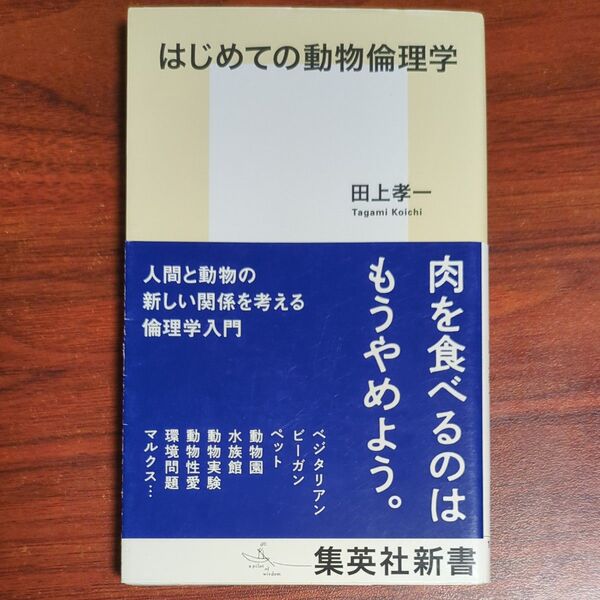 はじめての動物倫理学
田上孝一
Tagami Koichi
肉を食べるのは
もうやめよう。
人間と動物の
新しい関係を考える
倫理学入門
ベジタリアン
ビーガン
ペット
動物園
水族館
動物実験
動物性愛
環境問題
マルクス…
a pilot of wisdom
集英社新書